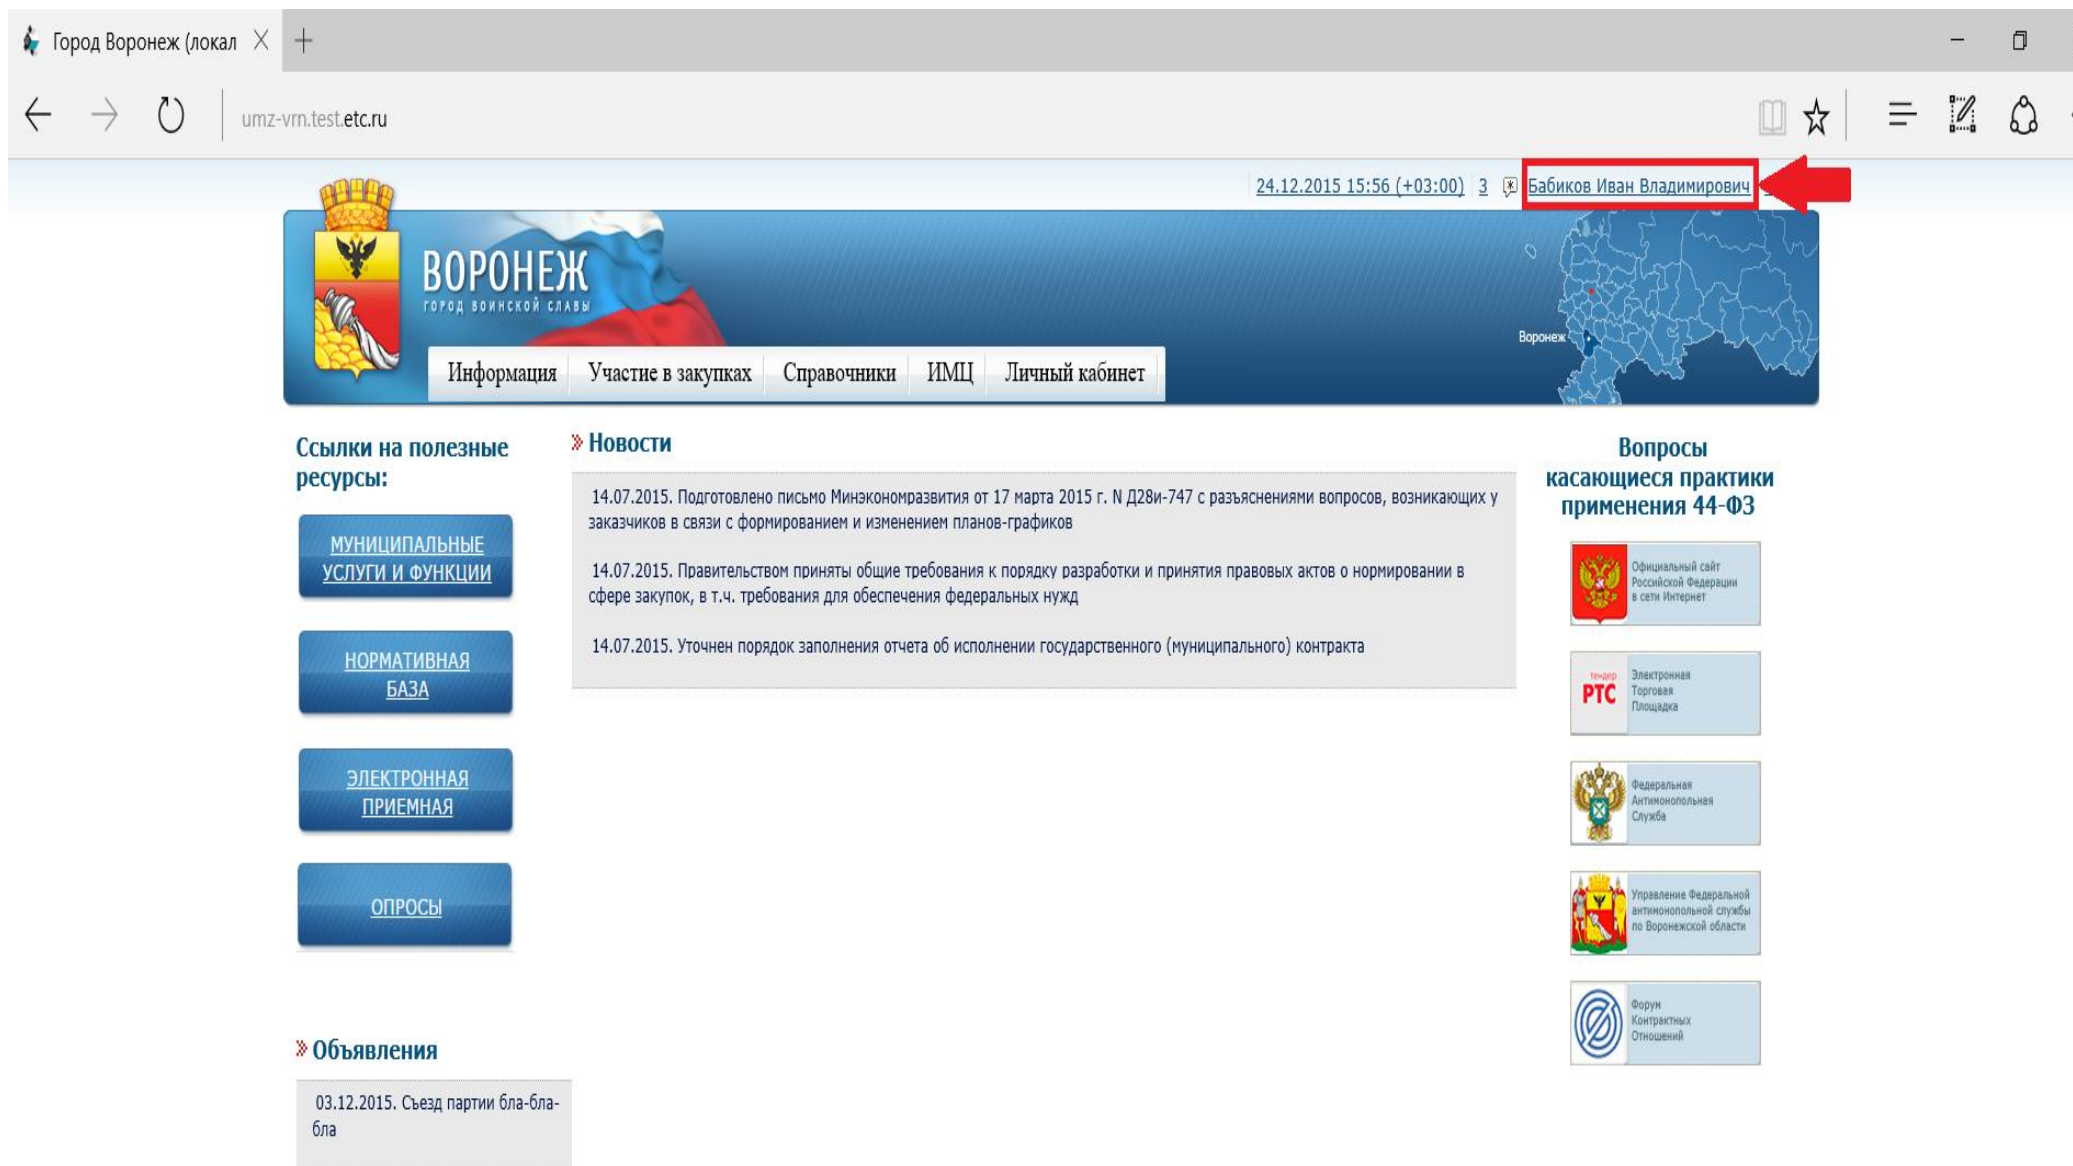 Город Воронеж (локал
umz-vrn.test.etc.ru
24.12.2015 15:56 (+03:00) 3 Бабиков Иван Владимирович
ВОРОНЕЖ
ГОРОД ВОИНСКОЙ СЛАВЫ
Воронеж
Информация Участие в закупках Справочники ИМЦ Личный кабинет
Ссылки на полезные
ресурсы:
МУНИЦИПАЛЬНЫЕ
УСЛУГИ И ФУНКЦИИ
НОРМАТИВНАЯ
БАЗА
ЭЛЕКТРОННАЯ
ПРИЕМНАЯ
ОПРОСЫ
Объявления
03.12.2015. Съезд партии бла-бла-
бла
Новости
14.07.2015. Подготовлено письмо Минэкономразвития от 17 марта 2015 г. N Д28и-747 с разъяснениями вопросов, возникающих у
заказчиков в связи с формированием и изменением планов-графиков
14.07.2015. Правительством приняты общие требования к порядку разработки и принятия правовых актов о нормировании в
сфере закупок, в т.ч. требования для обеспечения федеральных нужд
14.07.2015. Уточнен порядок заполнения отчета об исполнении государственного (муниципального) контракта
Вопросы
касающиеся практики
применения 44-ФЗ
Официальный сайт
Российской Федерации
в сети Интернет
тендер
РТС
Электронная
Торговая
Площадка
Федеральная
Антимонопольная
Служба
Управление Федеральной
антимонопольной службы
по Воронежской области
Форум
Контрактных
Отношений